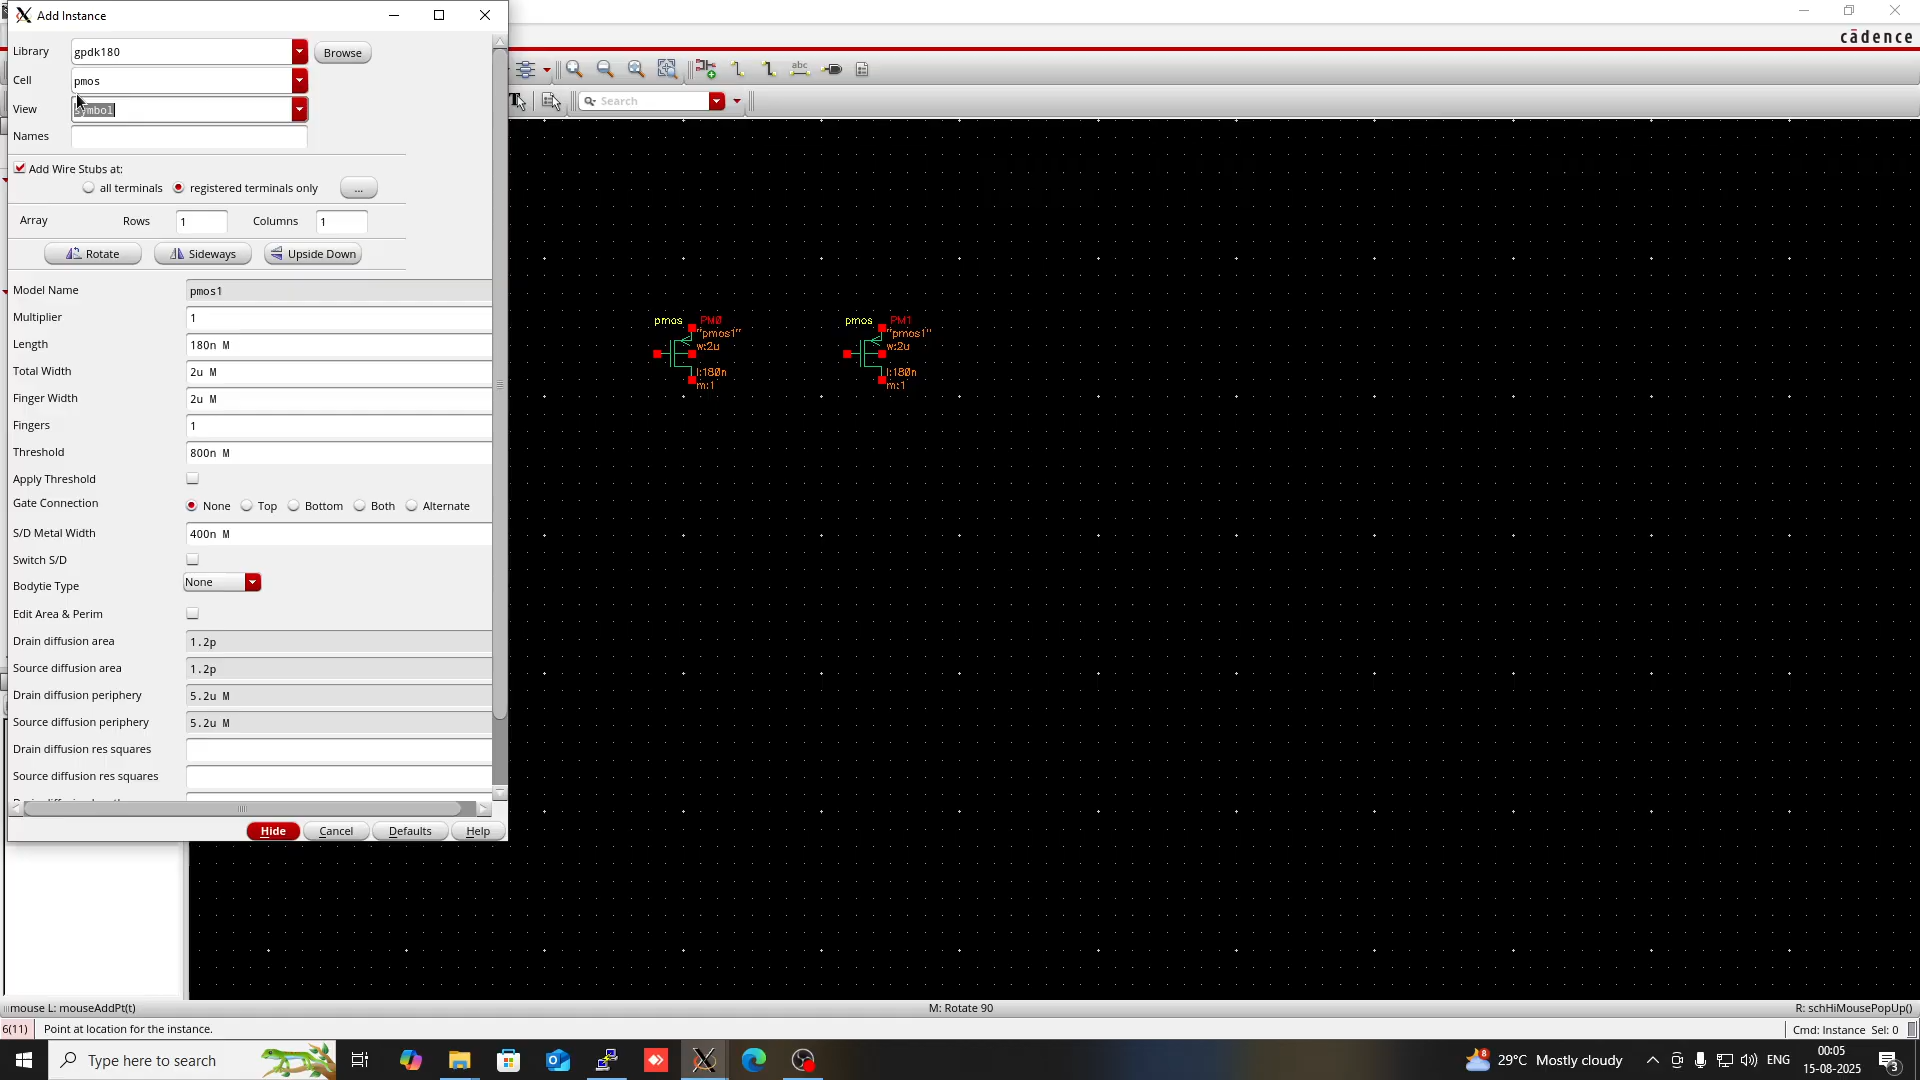 Add Instance
cādence
Library gpdk180 Browse
Cell pmos
View symbol
Search
Names
Add Wire Stubs at:
all terminals registered terminals only ...
Array Rows 1 Columns 1
Rotate Sideways Upside Down
Model Name pmos1
Multiplier 1
Length 180n M
Total Width 2u M
Finger Width 2u M
Fingers 1
Threshold 800n M
Apply Threshold
Gate Connection None Top Bottom Both Alternate
S/D Metal Width 400n M
Switch S/D
Bodytie Type None
Edit Area & Perim
Drain diffusion area 1.2p
Source diffusion area 1.2p
Drain diffusion periphery 5.2u M
Source diffusion periphery 5.2u M
Drain diffusion res squares
Source diffusion res squares
Hide Cancel Defaults Help
abc
pmos PM0
"pmos1"
w:2u
l:180n
m:1
pmos PM1
"pmos1"
w:2u
l:180n
m:1
mouse L: mouseAddPt(t) M: Rotate 90 R: schHiMousePopUp()
6(11) Point at location for the instance. Cmd: Instance Sel: 0
Type here to search
8
29°C Mostly cloudy
ENG
00:05
15-08-2025
3